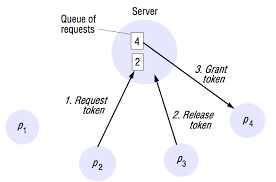 Queue of
requests
Server
4
2
3. Grant
token
1. Request
token
2. Release
token
p1
p2
p3
p4